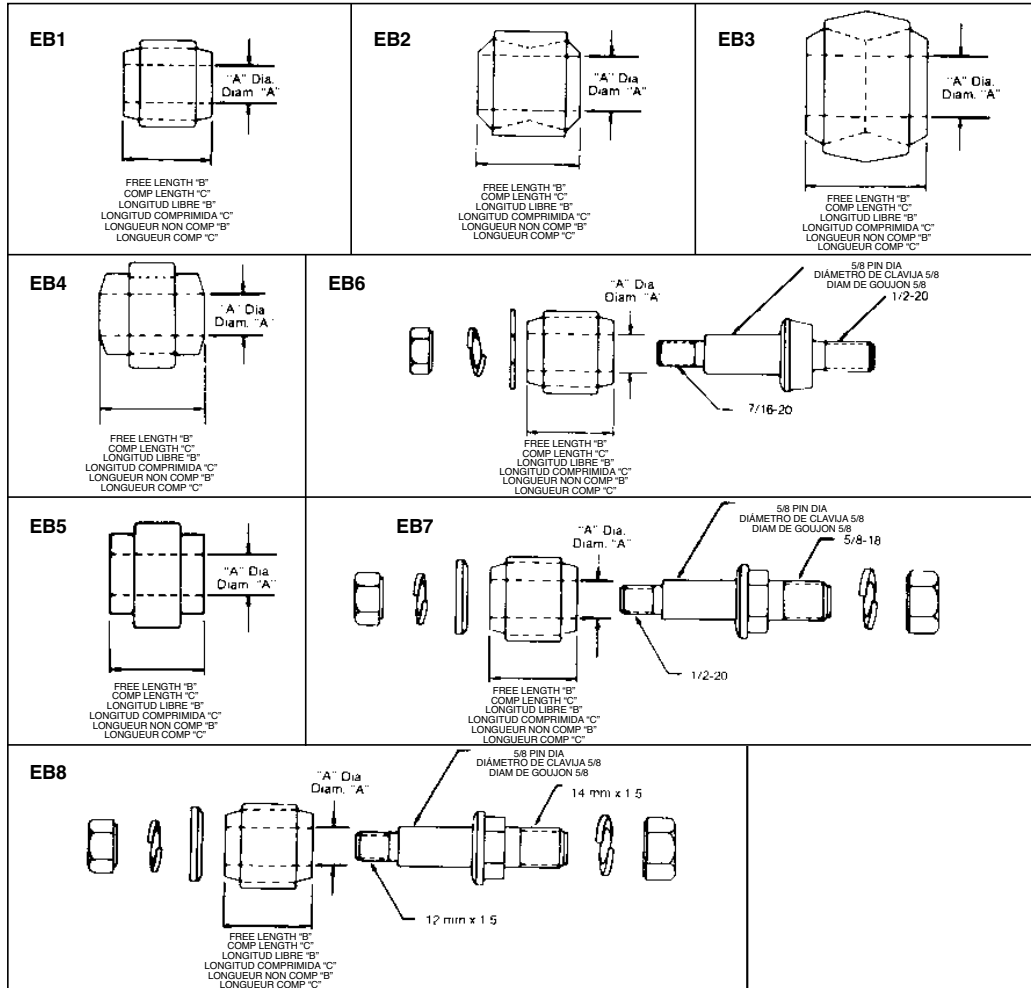 EB1
"A" Dia.
Diam "A"
FREE LENGTH "B"
COMP LENGTH "C"
LONGITUD LIBRE "B"
LONGITUD COMPRIMIDA "C"
LONGUEUR NON COMP "B"
LONGUEUR COMP "C"
EB2
"A" Dia.
Diam. "A"
FREE LENGTH "B"
COMP LENGTH "C"
LONGITUD LIBRE "B"
LONGITUD COMPRIMIDA "C"
LONGUEUR NON COMP "B"
LONGUEUR COMP "C"
EB3
"A" Dia.
Diam. "A"
FREE LENGTH "B"
COMP LENGTH "C"
LONGITUD LIBRE "B"
LONGITUD COMPRIMIDA "C"
LONGUEUR NON COMP "B"
LONGUEUR COMP "C"
EB4
"A" Dia
Diam. "A"
FREE LENGTH "B"
COMP LENGTH "C"
LONGITUD LIBRE "B"
LONGITUD COMPRIMIDA "C"
LONGUEUR NON COMP "B"
LONGUEUR COMP "C"
EB6
"A" Dia
Diam. "A"
5/8 PIN DIA
DIÁMETRO DE CLAVIJA 5/8
DIAM DE GOUJON 5/8
1/2-20
7/16-20
FREE LENGTH "B"
COMP LENGTH "C"
LONGITUD LIBRE "B"
LONGITUD COMPRIMIDA "C"
LONGUEUR NON COMP "B"
LONGUEUR COMP "C"
EB5
"A" Dia
Diam "A"
FREE LENGTH "B"
COMP LENGTH "C"
LONGITUD LIBRE "B"
LONGITUD COMPRIMIDA "C"
LONGUEUR NON COMP "B"
LONGUEUR COMP "C"
EB7
"A" Dia.
Diam. "A"
5/8 PIN DIA
DIÁMETRO DE CLAVIJA 5/8
DIAM DE GOUJON 5/8
5/8-18
1/2-20
FREE LENGTH "B"
COMP LENGTH "C"
LONGITUD LIBRE "B"
LONGITUD COMPRIMIDA "C"
LONGUEUR NON COMP "B"
LONGUEUR COMP "C"
EB8
"A" Dia
Diam. "A"
5/8 PIN DIA
DIÁMETRO DE CLAVIJA 5/8
DIAM DE GOUJON 5/8
14 mm x 1 5
12 mm x 1 5
FREE LENGTH "B"
COMP LENGTH "C"
LONGITUD LIBRE "B"
LONGITUD COMPRIMIDA "C"
LONGUEUR NON COMP "B"
LONGUEUR COMP "C"